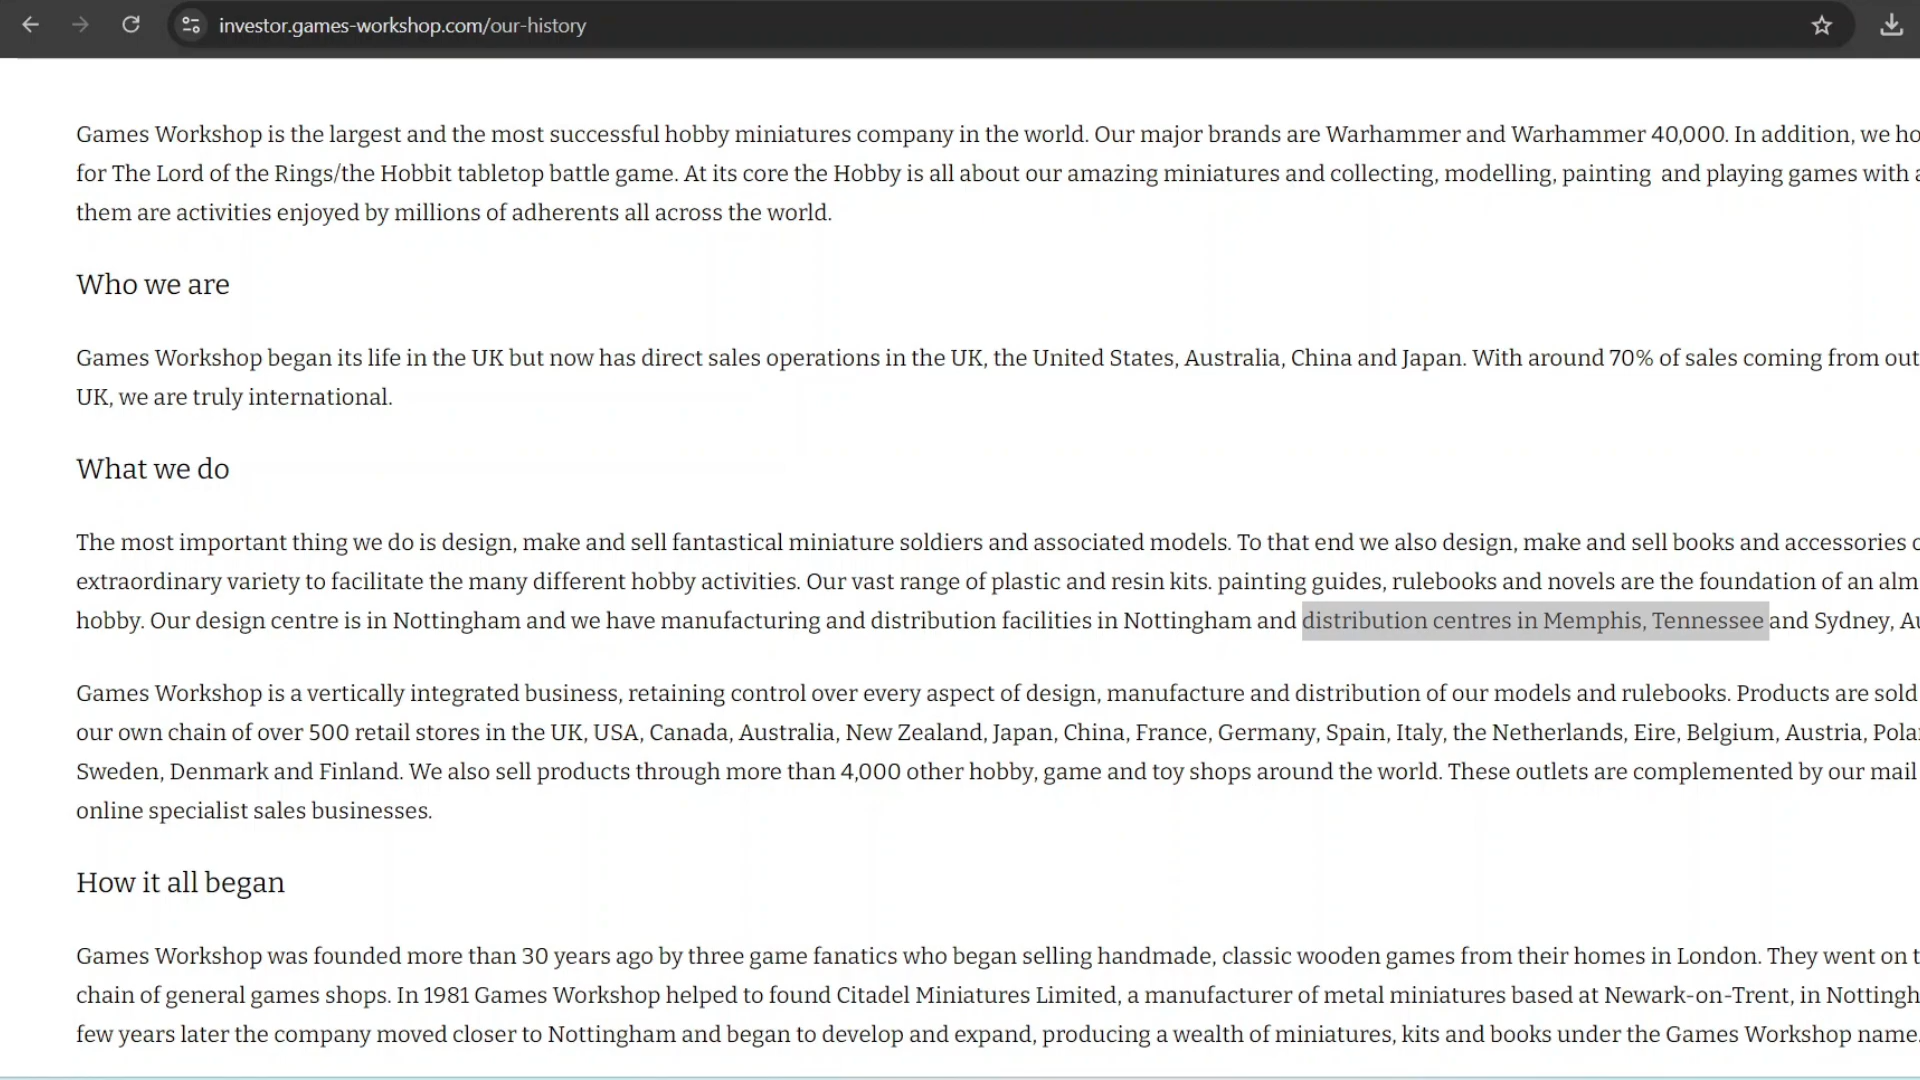 investor.games-workshop.com/our-history
Games Workshop is the largest and the most successful hobby miniatures company in the world. Our major brands are Warhammer and Warhammer 40,000. In addition, we ho
for The Lord of the Rings/the Hobbit tabletop battle game. At its core the Hobby is all about our amazing miniatures and collecting, modelling, painting and playing games with a
them are activities enjoyed by millions of adherents all across the world.
Who we are
Games Workshop began its life in the UK but now has direct sales operations in the UK, the United States, Australia, China and Japan. With around 70% of sales coming from out
UK, we are truly international.
What we do
The most important thing we do is design, make and sell fantastical miniature soldiers and associated models. To that end we also design, make and sell books and accessories o
extraordinary variety to facilitate the many different hobby activities. Our vast range of plastic and resin kits. painting guides, rulebooks and novels are the foundation of an alm
hobby. Our design centre is in Nottingham and we have manufacturing and distribution facilities in Nottingham and distribution centres in Memphis, Tennessee and Sydney, Au
Games Workshop is a vertically integrated business, retaining control over every aspect of design, manufacture and distribution of our models and rulebooks. Products are sold
our own chain of over 500 retail stores in the UK, USA, Canada, Australia, New Zealand, Japan, China, France, Germany, Spain, Italy, the Netherlands, Eire, Belgium, Austria, Pola
Sweden, Denmark and Finland. We also sell products through more than 4,000 other hobby, game and toy shops around the world. These outlets are complemented by our mail
online specialist sales businesses.
How it all began
Games Workshop was founded more than 30 years ago by three game fanatics who began selling handmade, classic wooden games from their homes in London. They went on t
chain of general games shops. In 1981 Games Workshop helped to found Citadel Miniatures Limited, a manufacturer of metal miniatures based at Newark-on-Trent, in Nottingh
few years later the company moved closer to Nottingham and began to develop and expand, producing a wealth of miniatures, kits and books under the Games Workshop name.